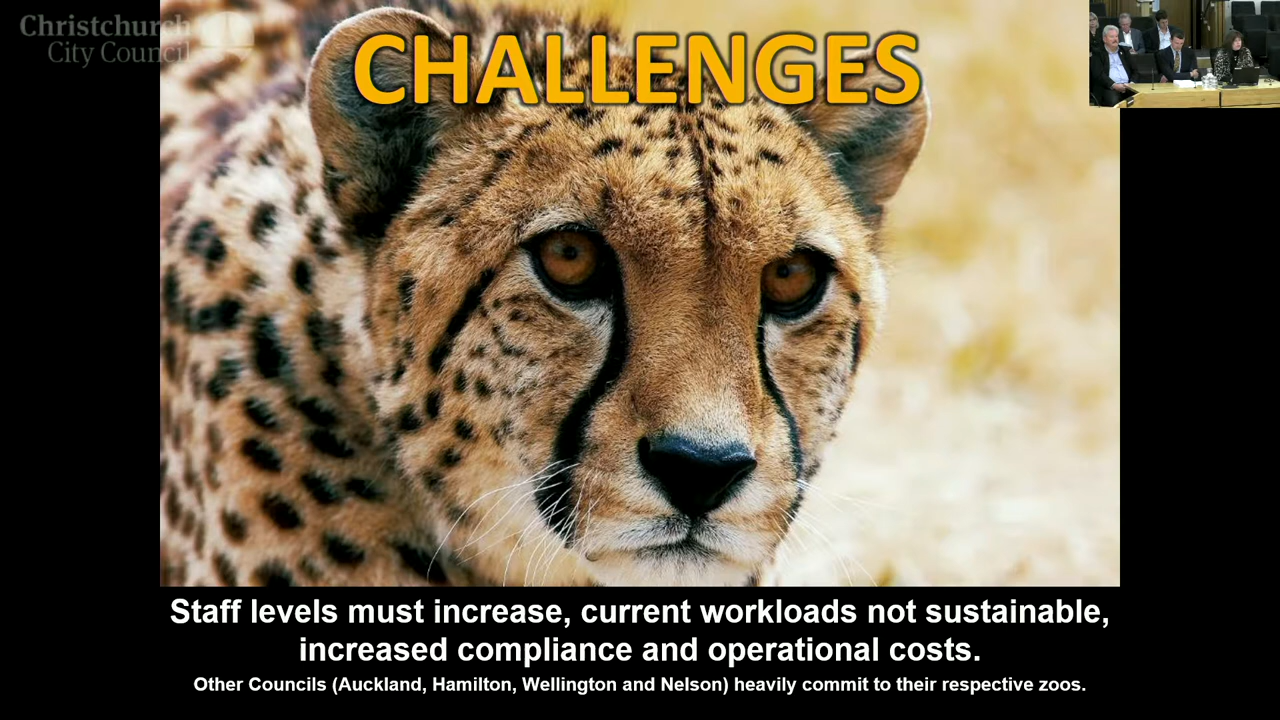 Christchurch
City Council
CHALLENGES
Staff levels must increase, current workloads not sustainable,
increased compliance and operational costs.
Other Councils (Auckland, Hamilton, Wellington and Nelson) heavily commit to their respective zoos.